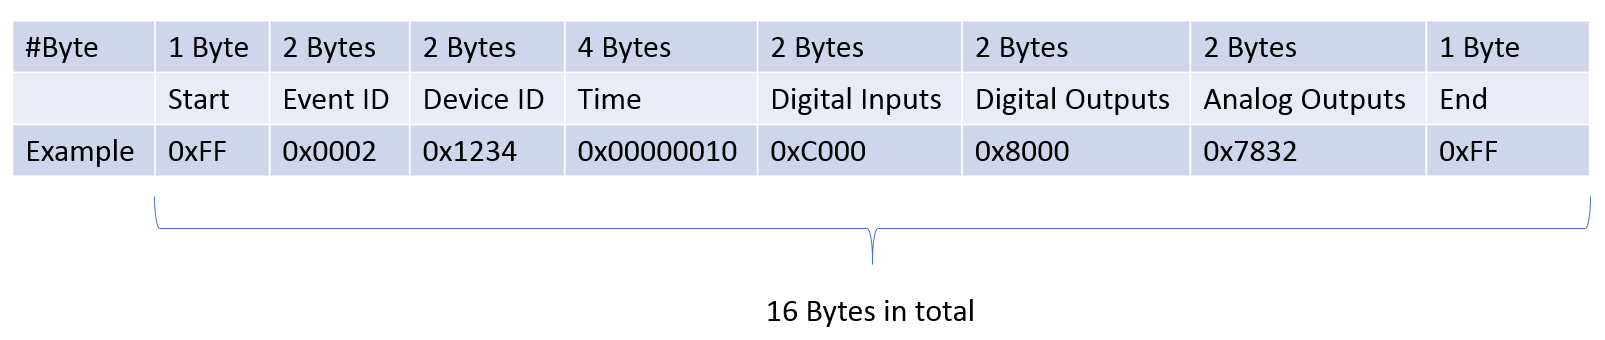 #Byte 1 Byte 2 Bytes 2 Bytes 4 Bytes 2 Bytes 2 Bytes 2 Bytes 1 Byte
Start Event ID Device ID Time Digital Inputs Digital Outputs Analog Outputs End
Example 0xFF 0x0002 0x1234 0x00000010 0xC000 0x8000 0x7832 0xFF
16 Bytes in total